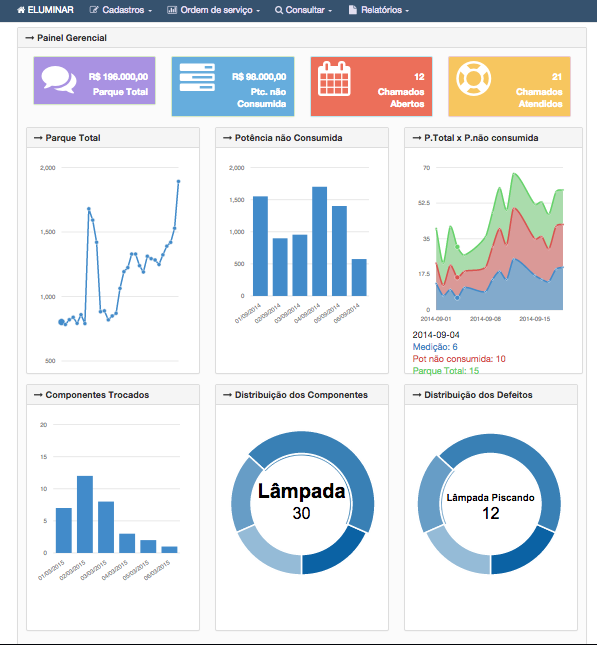 ELUMINAR Cadastros Ordem de serviço Consultar Relatórios
Painel Gerencial
R$ 196.000,00
Parque Total
R$ 98.000,00
Ptc. não
Consumida
12
Chamados
Abertos
21
Chamados
Atendidos
Parque Total
2,000
1,500
1,000
500
Potência não Consumida
2,000
1,500
1,000
500
0
01/09/2014
02/09/2014
03/09/2014
04/09/2014
05/09/2014
06/09/2014
P.Total x P.não consumida
70
52.5
35
17.5
0
2014-09-01
2014-09-08
2014-09-15
2014-09-04
Medição: 6
Pot não consumida: 10
Parque Total: 15
Componentes Trocados
20
15
10
5
0
01/03/2015
02/03/2015
03/03/2015
04/03/2015
05/03/2015
06/03/2015
Distribuição dos Componentes
Lâmpada
30
Distribuição dos Defeitos
Lâmpada Piscando
12